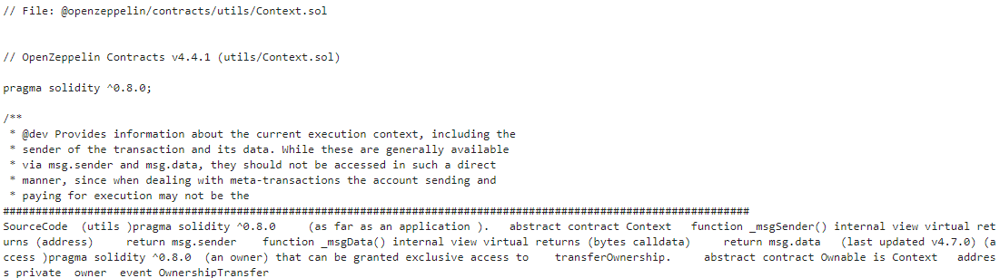 // File: @openzeppelin/contracts/utils/Context.sol
// OpenZeppelin Contracts v4.4.1 (utils/Context.sol)
pragma solidity ^0.8.0;
/**
 * @dev Provides information about the current execution context, including the
 * sender of the transaction and its data. While these are generally available
 * via msg.sender and msg.data, they should not be accessed in such a direct
 * manner, since when dealing with meta-transactions the account sending and
 * paying for execution may not be the
###################################################################################################################
SourceCode  (utils )pragma solidity ^0.8.0     (as far as an application ).   abstract contract Context   function _msgSender() internal view virtual ret
urns (address)     return msg.sender    function _msgData() internal view virtual returns (bytes calldata)     return msg.data   (last updated v4.7.0) (a
ccess )pragma solidity ^0.8.0  (an owner) that can be granted exclusive access to    transferOwnership.     abstract contract Ownable is Context   addres
s private  owner  event OwnershipTransfer